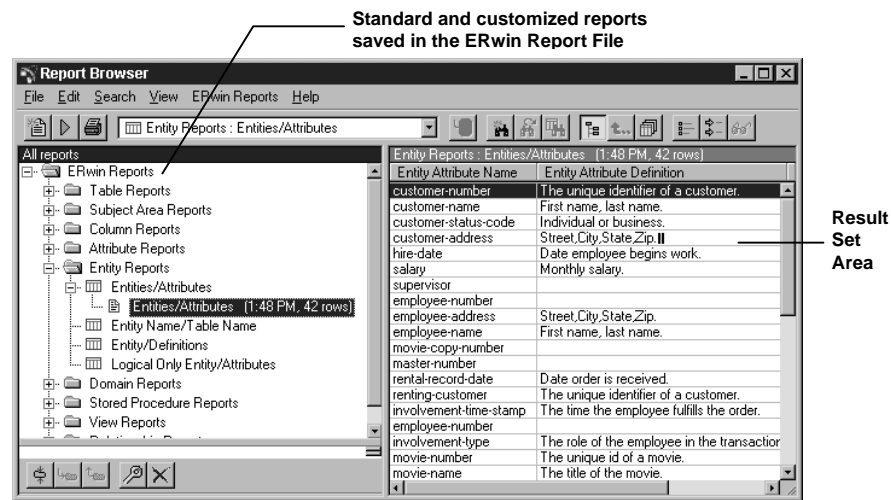 Standard and customized reports
saved in the ERwin Report File
Report Browser
File Edit Search View ERwin Reports Help
Entity Reports : Entities/Attributes
All reports
ERwin Reports
Table Reports
Subject Area Reports
Column Reports
Attribute Reports
Entity Reports
Entities/Attributes
Entities/Attributes (1:48 PM, 42 rows)
Entity Name/Table Name
Entity/Definitions
Logical Only Entity/Attributes
Domain Reports
Stored Procedure Reports
View Reports
Entity Reports : Entities/Attributes (1:48 PM, 42 rows)
Entity Attribute Name Entity Attribute Definition
customer-number The unique identifier of a customer.
customer-name First name, last name.
customer-status-code Individual or business.
customer-address Street,City,State,Zip.
hire-date Date employee begins work.
salary Monthly salary.
supervisor
employee-number
employee-address Street,City,State,Zip.
employee-name First name, last name.
movie-copy-number
master-number
rental-record-date Date order is received.
renting-customer The unique identifier of a customer.
involvement-time-stamp The time the employee fulfills the order.
employee-number
involvement-type The role of the employee in the transaction
movie-number The unique id of a movie.
movie-name The title of the movie.
Result
Set
Area